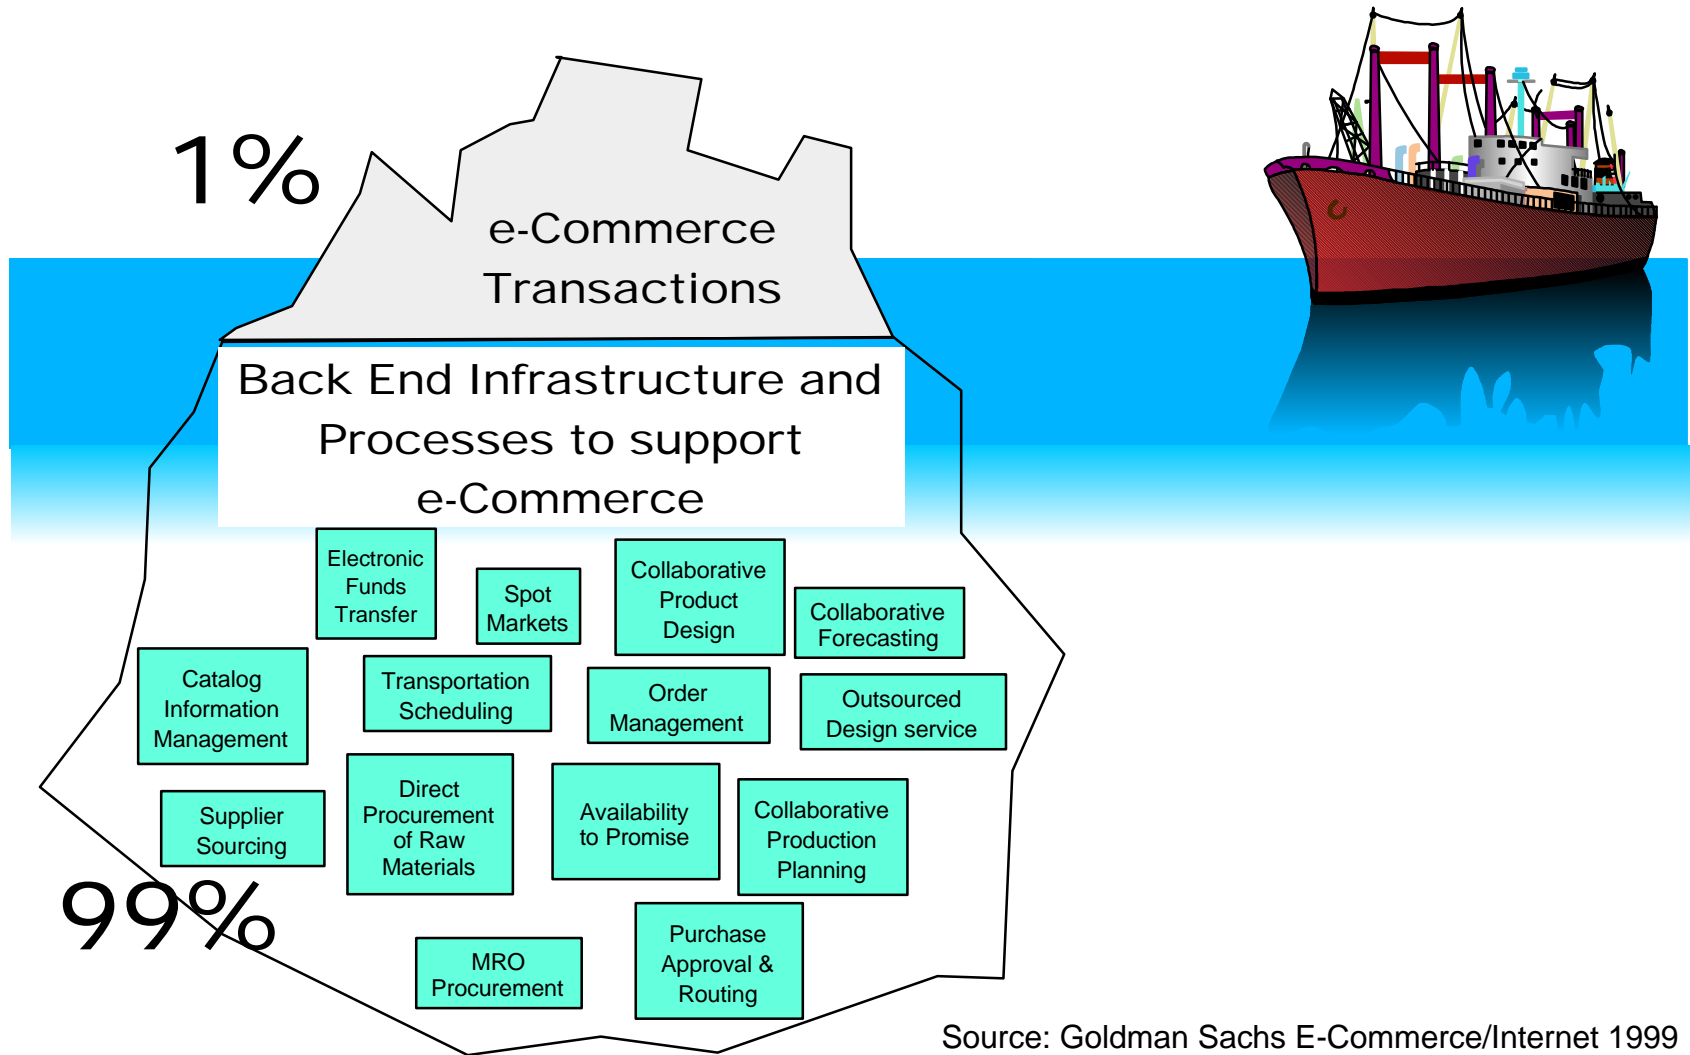 1%
e-Commerce
Transactions
Back End Infrastructure and
Processes to support
e-Commerce
Electronic
Funds
Transfer
Spot
Markets
Collaborative
Product
Design
Collaborative
Forecasting
Catalog
Information
Management
Transportation
Scheduling
Order
Management
Outsourced
Design service
Supplier
Sourcing
Direct
Procurement
of Raw
Materials
Availability
to Promise
Collaborative
Production
Planning
99%
MRO
Procurement
Purchase
Approval &
Routing
Source: Goldman Sachs E-Commerce/Internet 1999